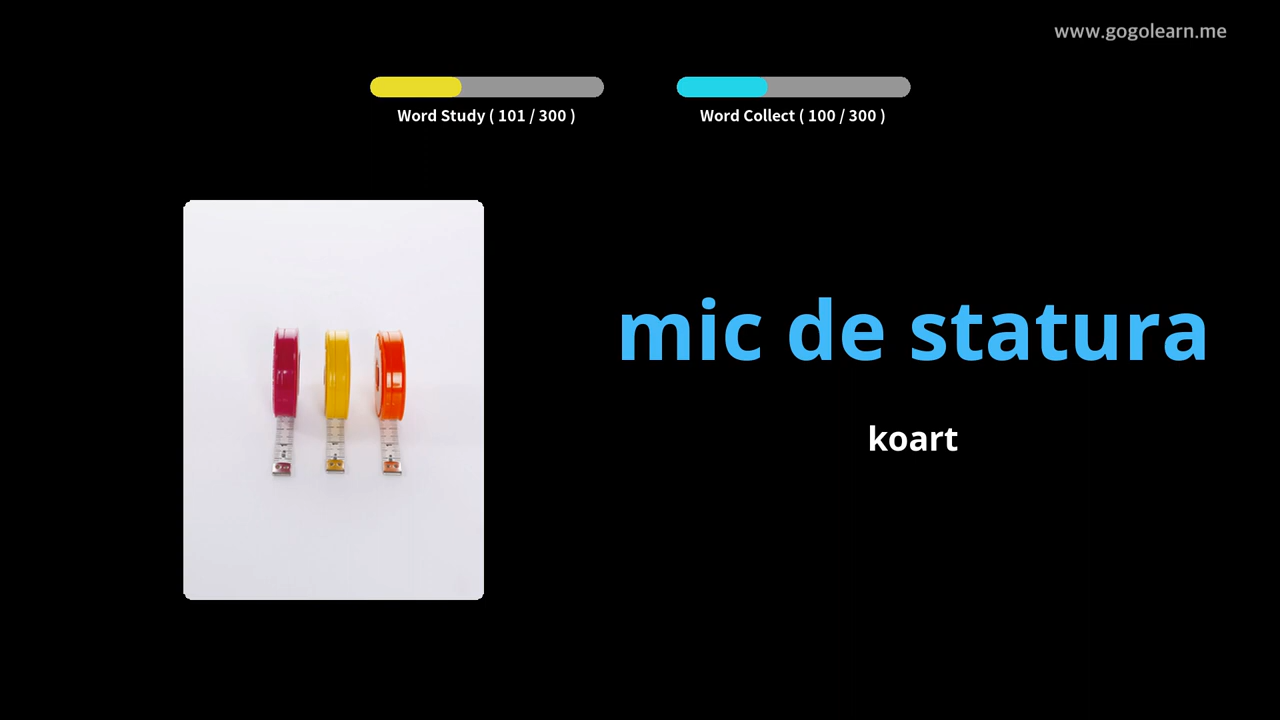 www.gogolearn.me
Word Study ( 101 / 300 )
Word Collect ( 100 / 300 )
mic de statura
koart